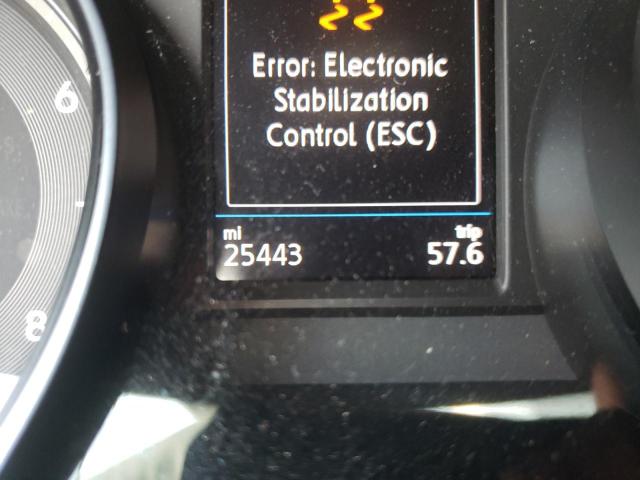 6
Error: Electronic
Stabilization
Control (ESC)
mi trip
25443 57.6
8